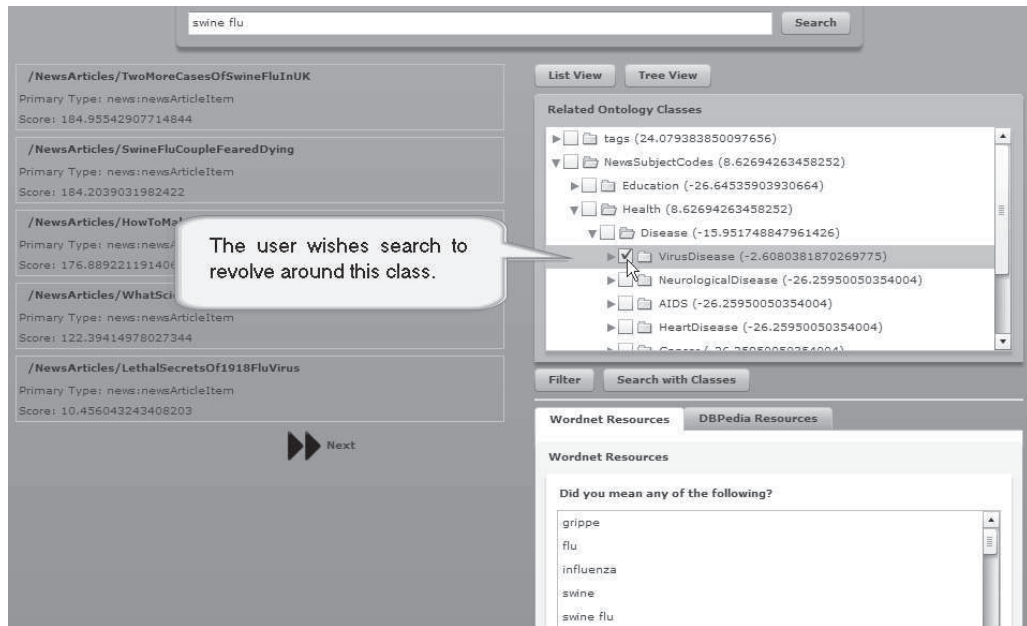 swine flu
Search
/NewsArticles/TwoMoreCasesOfSwineFluInUK
Primary Type: news:newsArticleItem
Score: 184.95542907714844
/NewsArticles/SwineFluCoupleFearedDying
Primary Type: news:newsArticleItem
Score: 184.2039031982422
/NewsArticles/HowToMa
Primary Type: news:newsA
Score: 176.88922119140
/NewsArticles/WhatSci
Primary Type: news:newsArticleItem
Score: 122.39414978027344
/NewsArticles/LethalSecretsOf1918FluVirus
Primary Type: news:newsArticleItem
Score: 10.456043243408203
Next
The user wishes search to
revolve around this class.
List View
Tree View
Related Ontology Classes
tags (24.079383850097656)
NewsSubjectCodes (8.62694263458252)
Education (-26.64535903930664)
Health (8.62694263458252)
Disease (-15.951748847961426)
VirusDisease (-2.6080381870269775)
NeurologicalDisease (-26.25950050354004)
AIDS (-26.25950050354004)
HeartDisease (-26.25950050354004)
Cancer (-26.25950050354004)
Filter
Search with Classes
Wordnet Resources
DBPedia Resources
Wordnet Resources
Did you mean any of the following?
grippe
flu
influenza
swine
swine flu